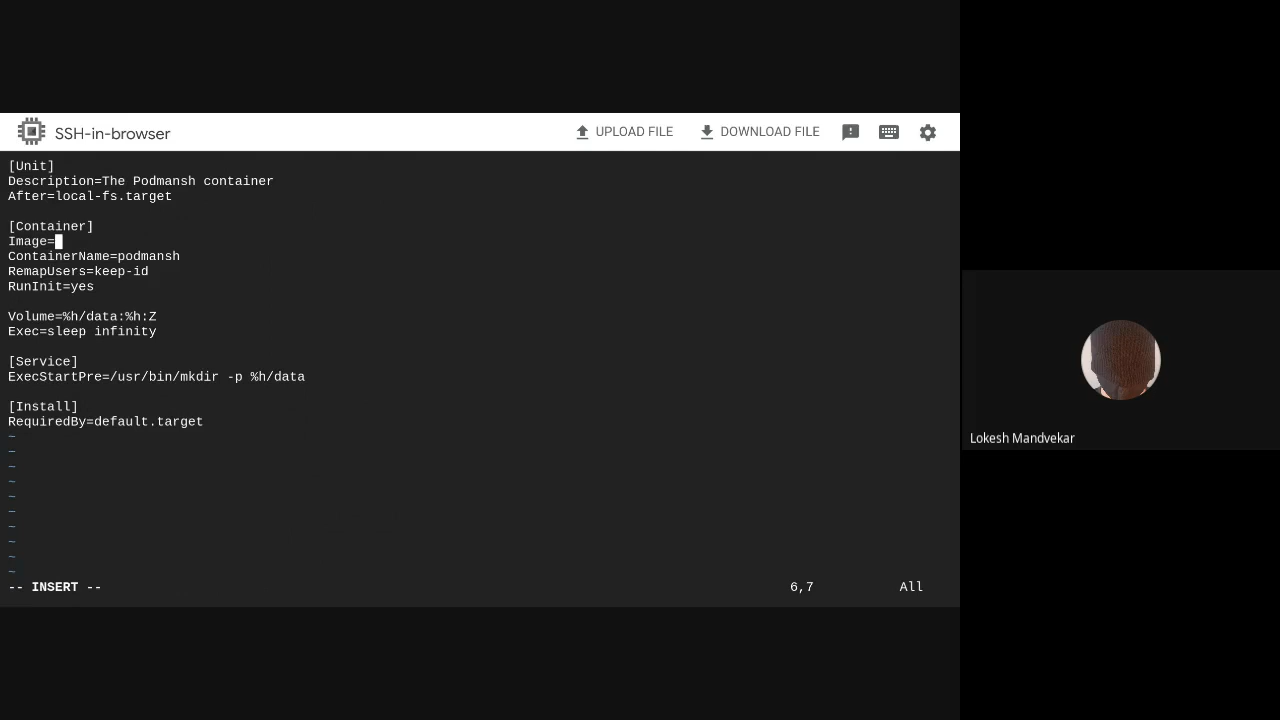 SSH-in-browser
UPLOAD FILE
DOWNLOAD FILE
[Unit]
Description=The Podmansh container
After=local-fs.target
[Container]
Image=
ContainerName=podmansh
RemapUsers=keep-id
RunInit=yes
Volume=%h/data:%h:Z
Exec=sleep infinity
[Service]
ExecStartPre=/usr/bin/mkdir -p %h/data
[Install]
RequiredBy=default.target
~
~
~
~
~
~
~
~
~
~
-- INSERT -- 6,7 All
Lokesh Mandvekar